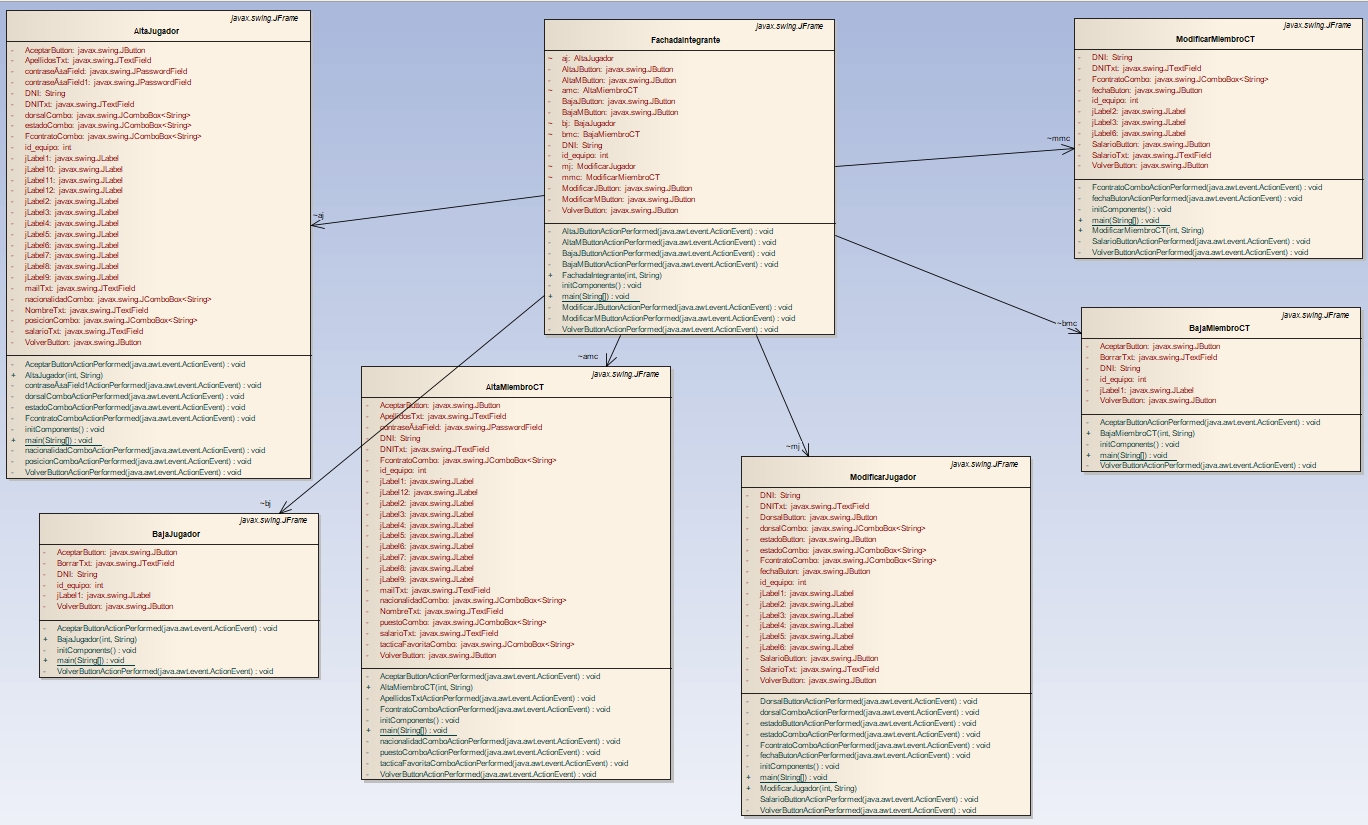 javax.swing.JFrame
AltaJugador
- AceptarButton: javax.swing.JButton
- ApellidosTxt: javax.swing.JTextField
- contraseÃ±aField: javax.swing.JPasswordField
- contraseÃ±aField1: javax.swing.JPasswordField
- DNI: String
- DNITxt: javax.swing.JTextField
- dorsalCombo: javax.swing.JComboBox<String>
- estadoCombo: javax.swing.JComboBox<String>
- FcontratoCombo: javax.swing.JComboBox<String>
- id_equipo: int
- jLabel1: javax.swing.JLabel
- jLabel10: javax.swing.JLabel
- jLabel11: javax.swing.JLabel
- jLabel12: javax.swing.JLabel
- jLabel2: javax.swing.JLabel
- jLabel3: javax.swing.JLabel
- jLabel4: javax.swing.JLabel
- jLabel5: javax.swing.JLabel
- jLabel6: javax.swing.JLabel
- jLabel7: javax.swing.JLabel
- jLabel8: javax.swing.JLabel
- jLabel9: javax.swing.JLabel
- mailTxt: javax.swing.JTextField
- nacionalidadCombo: javax.swing.JComboBox<String>
- NombreTxt: javax.swing.JTextField
- posicionCombo: javax.swing.JComboBox<String>
- salarioTxt: javax.swing.JTextField
- VolverButton: javax.swing.JButton
- AceptarButtonActionPerformed(java.awt.event.ActionEvent) : void
+ AltaJugador(int, String)
- contraseÃ±aField1ActionPerformed(java.awt.event.ActionEvent) : void
- dorsalComboActionPerformed(java.awt.event.ActionEvent) : void
- estadoComboActionPerformed(java.awt.event.ActionEvent) : void
- FcontratoComboActionPerformed(java.awt.event.ActionEvent) : void
- initComponents() : void
+ main(String[]) : void
- nacionalidadComboActionPerformed(java.awt.event.ActionEvent) : void
- posicionComboActionPerformed(java.awt.event.ActionEvent) : void
- VolverButtonActionPerformed(java.awt.event.ActionEvent) : void
javax.swing.JFrame
FachadaIntegrante
~ aj: AltaJugador
- AltaJButton: javax.swing.JButton
- AltaMButton: javax.swing.JButton
~ amc: AltaMiembroCT
- BajaJButton: javax.swing.JButton
- BajaMButton: javax.swing.JButton
~ bj: BajaJugador
~ bmc: BajaMiembroCT
- DNI: String
- id_equipo: int
~ mj: ModificarJugador
~ mmc: ModificarMiembroCT
- ModificarJButton: javax.swing.JButton
- ModificarMButton: javax.swing.JButton
- VolverButton: javax.swing.JButton
- AltaJButtonActionPerformed(java.awt.event.ActionEvent) : void
- AltaMButtonActionPerformed(java.awt.event.ActionEvent) : void
- BajaJButtonActionPerformed(java.awt.event.ActionEvent) : void
- BajaMButtonActionPerformed(java.awt.event.ActionEvent) : void
+ FachadaIntegrante(int, String)
- initComponents() : void
+ main(String[]) : void
- ModificarJButtonActionPerformed(java.awt.event.ActionEvent) : void
- ModificarMButtonActionPerformed(java.awt.event.ActionEvent) : void
- VolverButtonActionPerformed(java.awt.event.ActionEvent) : void
javax.swing.JFrame
ModificarMiembroCT
- DNI: String
- DNITxt: javax.swing.JTextField
- FcontratoCombo: javax.swing.JComboBox<String>
- fechaButon: javax.swing.JButton
- id_equipo: int
- jLabel2: javax.swing.JLabel
- jLabel3: javax.swing.JLabel
- jLabel6: javax.swing.JLabel
- SalarioButton: javax.swing.JButton
- SalarioTxt: javax.swing.JTextField
- VolverButton: javax.swing.JButton
- FcontratoComboActionPerformed(java.awt.event.ActionEvent) : void
- fechaButonActionPerformed(java.awt.event.ActionEvent) : void
- initComponents() : void
+ main(String[]) : void
+ ModificarMiembroCT(int, String)
- SalarioButtonActionPerformed(java.awt.event.ActionEvent) : void
- VolverButtonActionPerformed(java.awt.event.ActionEvent) : void
~mmc
~aj
~bmc
~amc
~mj
~bj
javax.swing.JFrame
BajaMiembroCT
- AceptarButton: javax.swing.JButton
- BorrarTxt: javax.swing.JTextField
- DNI: String
- id_equipo: int
- jLabel1: javax.swing.JLabel
- VolverButton: javax.swing.JButton
- AceptarButtonActionPerformed(java.awt.event.ActionEvent) : void
+ BajaMiembroCT(int, String)
- initComponents() : void
+ main(String[]) : void
- VolverButtonActionPerformed(java.awt.event.ActionEvent) : void
javax.swing.JFrame
AltaMiembroCT
- AceptarButton: javax.swing.JButton
- ApellidosTxt: javax.swing.JTextField
- contraseÃ±aField: javax.swing.JPasswordField
- DNI: String
- DNITxt: javax.swing.JTextField
- FcontratoCombo: javax.swing.JComboBox<String>
- id_equipo: int
- jLabel1: javax.swing.JLabel
- jLabel12: javax.swing.JLabel
- jLabel2: javax.swing.JLabel
- jLabel3: javax.swing.JLabel
- jLabel4: javax.swing.JLabel
- jLabel5: javax.swing.JLabel
- jLabel6: javax.swing.JLabel
- jLabel7: javax.swing.JLabel
- jLabel8: javax.swing.JLabel
- jLabel9: javax.swing.JLabel
- mailTxt: javax.swing.JTextField
- nacionalidadCombo: javax.swing.JComboBox<String>
- NombreTxt: javax.swing.JTextField
- puestoCombo: javax.swing.JComboBox<String>
- salarioTxt: javax.swing.JTextField
- tacticaFavoritaCombo: javax.swing.JComboBox<String>
- VolverButton: javax.swing.JButton
- AceptarButtonActionPerformed(java.awt.event.ActionEvent) : void
+ AltaMiembroCT(int, String)
- ApellidosTxtActionPerformed(java.awt.event.ActionEvent) : void
- FcontratoComboActionPerformed(java.awt.event.ActionEvent) : void
- initComponents() : void
+ main(String[]) : void
- nacionalidadComboActionPerformed(java.awt.event.ActionEvent) : void
- puestoComboActionPerformed(java.awt.event.ActionEvent) : void
- tacticaFavoritaComboActionPerformed(java.awt.event.ActionEvent) : void
- VolverButtonActionPerformed(java.awt.event.ActionEvent) : void
javax.swing.JFrame
ModificarJugador
- DNI: String
- DNITxt: javax.swing.JTextField
- DorsalButton: javax.swing.JButton
- dorsalCombo: javax.swing.JComboBox<String>
- estadoButton: javax.swing.JButton
- estadoCombo: javax.swing.JComboBox<String>
- FcontratoCombo: javax.swing.JComboBox<String>
- fechaButon: javax.swing.JButton
- id_equipo: int
- jLabel1: javax.swing.JLabel
- jLabel2: javax.swing.JLabel
- jLabel3: javax.swing.JLabel
- jLabel4: javax.swing.JLabel
- jLabel5: javax.swing.JLabel
- jLabel6: javax.swing.JLabel
- SalarioButton: javax.swing.JButton
- SalarioTxt: javax.swing.JTextField
- VolverButton: javax.swing.JButton
- DorsalButtonActionPerformed(java.awt.event.ActionEvent) : void
- dorsalComboActionPerformed(java.awt.event.ActionEvent) : void
- estadoButtonActionPerformed(java.awt.event.ActionEvent) : void
- estadoComboActionPerformed(java.awt.event.ActionEvent) : void
- FcontratoComboActionPerformed(java.awt.event.ActionEvent) : void
- fechaButonActionPerformed(java.awt.event.ActionEvent) : void
- initComponents() : void
+ main(String[]) : void
+ ModificarJugador(int, String)
- SalarioButtonActionPerformed(java.awt.event.ActionEvent) : void
- VolverButtonActionPerformed(java.awt.event.ActionEvent) : void
javax.swing.JFrame
BajaJugador
- AceptarButton: javax.swing.JButton
- BorrarTxt: javax.swing.JTextField
- DNI: String
- id_equipo: int
- jLabel1: javax.swing.JLabel
- VolverButton: javax.swing.JButton
- AceptarButtonActionPerformed(java.awt.event.ActionEvent) : void
+ BajaJugador(int, String)
- initComponents() : void
+ main(String[]) : void
- VolverButtonActionPerformed(java.awt.event.ActionEvent) : void